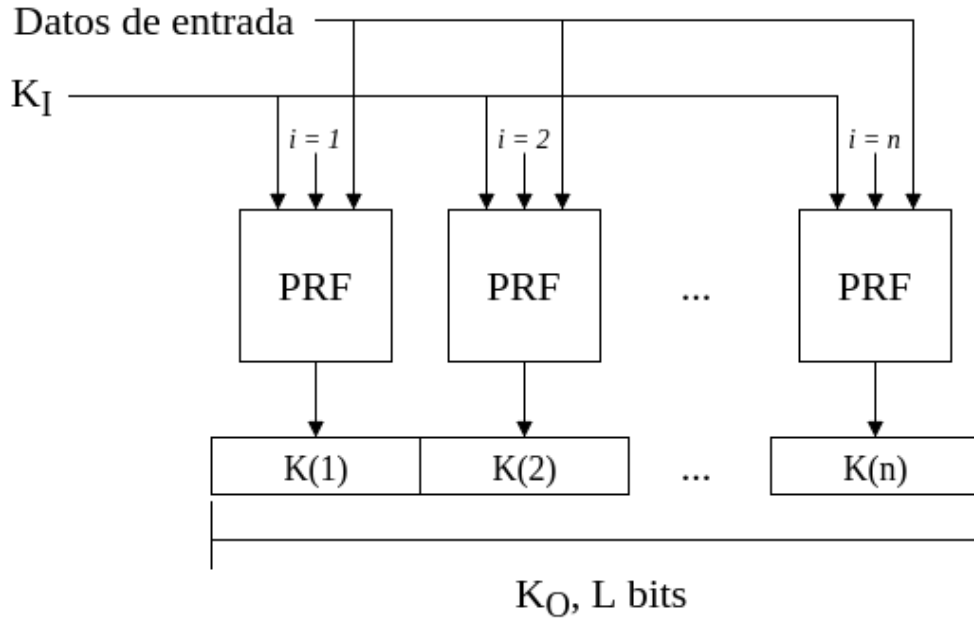 Datos de entrada
K_I
i = 1 i = 2 i = n
PRF PRF ... PRF
K(1) K(2) ... K(n)
K_O, L bits